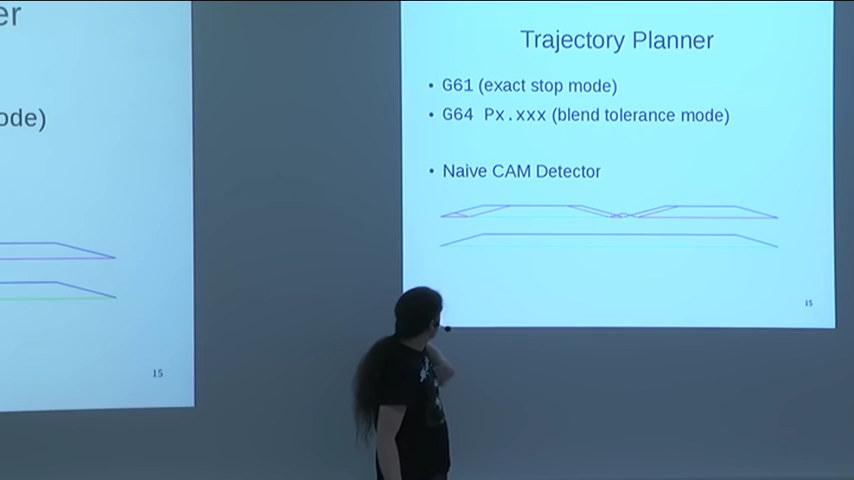 er
ode)
15
Trajectory Planner
• G61 (exact stop mode)
• G64 Px.xxx (blend tolerance mode)
• Naive CAM Detector
15